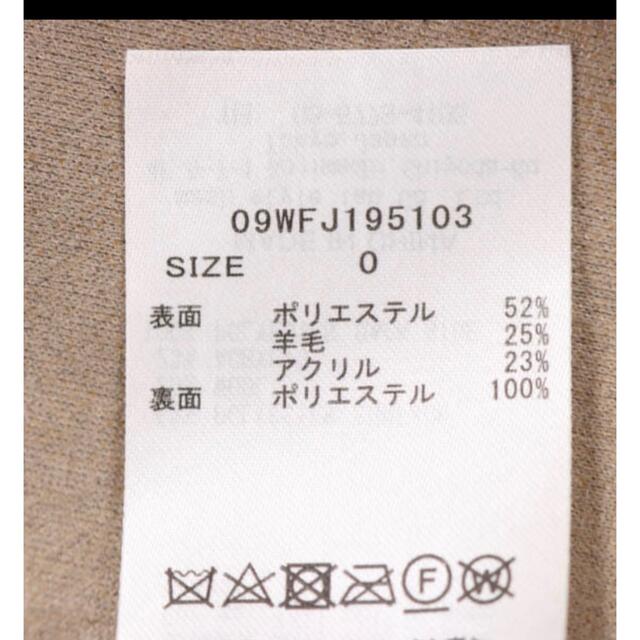 09WFJ195103
SIZE 0
表面 ポリエステル 52%
羊毛 25%
アクリル 23%
裏面 ポリエステル 100%
F
W